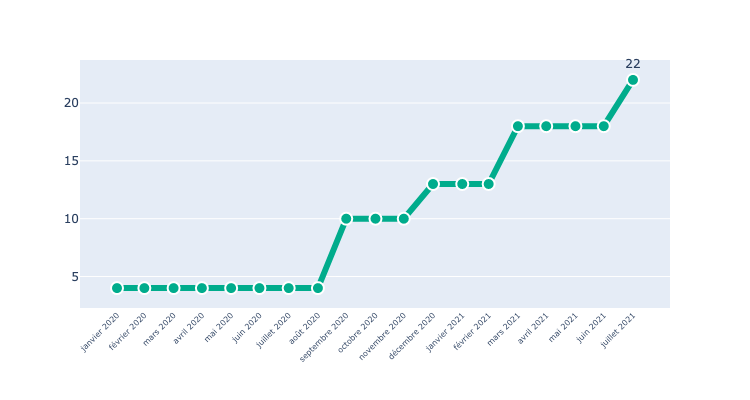 22
20
15
10
5
janvier 2020
février 2020
mars 2020
avril 2020
mai 2020
juin 2020
juillet 2020
août 2020
septembre 2020
octobre 2020
novembre 2020
décembre 2020
janvier 2021
février 2021
mars 2021
avril 2021
mai 2021
juin 2021
juillet 2021